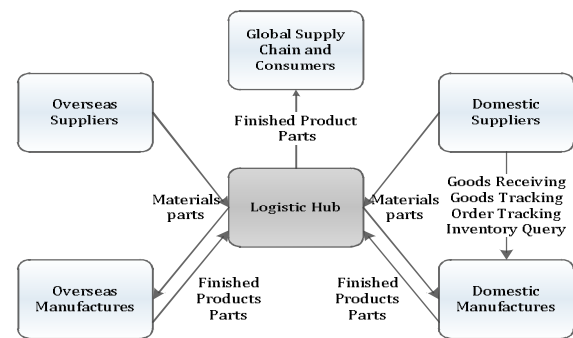 Global Supply
Chain and
Consumers
Overseas
Suppliers
Domestic
Suppliers
Finished Product
Parts
Materials
parts
Logistic Hub
Materials
parts
Goods Receiving
Goods Tracking
Order Tracking
Inventory Query
Overseas
Manufactures
Finished
Products
Parts
Finished
Products
Parts
Domestic
Manufactures